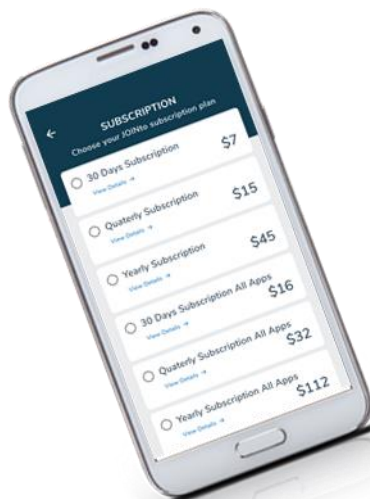 SUBSCRIPTION
Choose your JOINto subscription plan
30 Days Subscription
$7
View Details →
Quaterly Subscription
$15
View Details →
Yearly Subscription
$45
View Details →
30 Days Subscription All Apps
$16
View Details →
Quaterly Subscription All Apps
$32
View Details →
Yearly Subscription All Apps
$112
View Details →